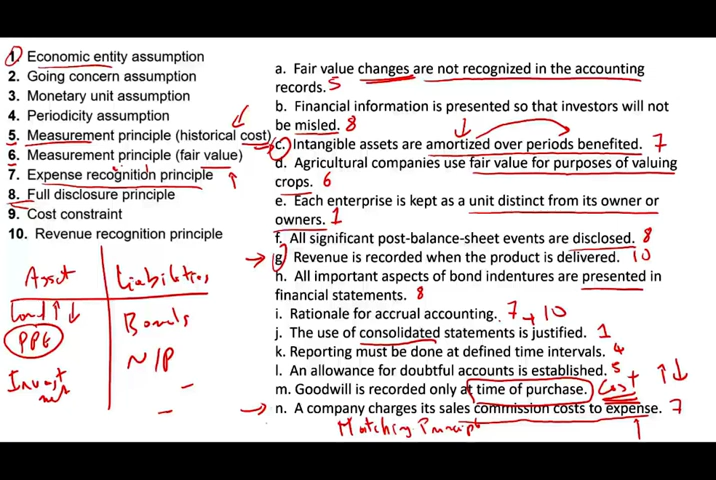 1. Economic entity assumption
2. Going concern assumption
3. Monetary unit assumption
4. Periodicity assumption
5. Measurement principle (historical cost)
6. Measurement principle (fair value)
7. Expense recognition principle
8. Full disclosure principle
9. Cost constraint
10. Revenue recognition principle
Asset Liabilities
Land Bonds
PPE N/P
Invest
ment
a. Fair value changes are not recognized in the accounting
records. 5
b. Financial information is presented so that investors will not
be misled. 8
c. Intangible assets are amortized over periods benefited. 7
d. Agricultural companies use fair value for purposes of valuing
crops. 6
e. Each enterprise is kept as a unit distinct from its owner or
owners. 1
f. All significant post-balance-sheet events are disclosed. 8
g. Revenue is recorded when the product is delivered. 10
h. All important aspects of bond indentures are presented in
financial statements. 8
i. Rationale for accrual accounting. 7 + 10
j. The use of consolidated statements is justified. 1
k. Reporting must be done at defined time intervals. 4
l. An allowance for doubtful accounts is established. 5
m. Goodwill is recorded only at time of purchase. Cost
n. A company charges its sales commission costs to expense. 7
Matching Principl